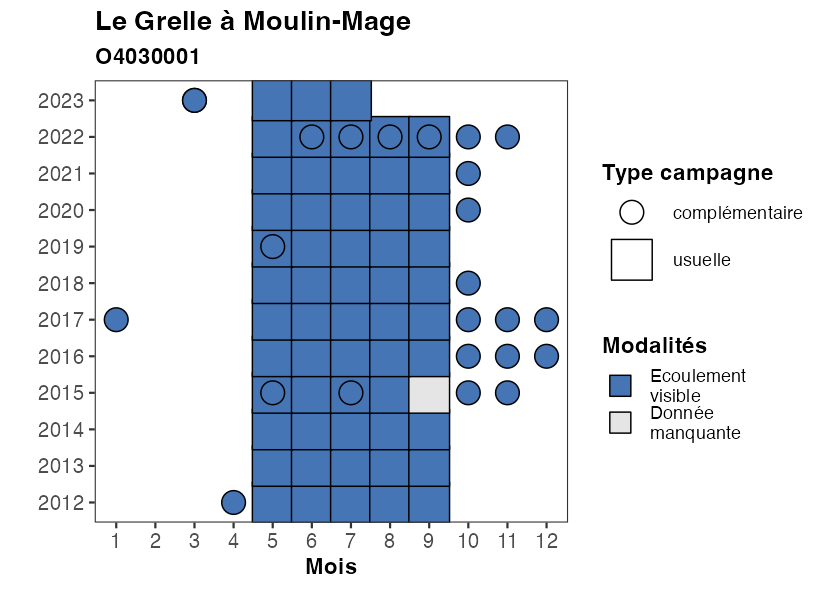 Le Grelle à Moulin-Mage
O4030001
2023
2022
2021
2020
2019
2018
2017
2016
2015
2014
2013
2012
1 2 3 4 5 6 7 8 9 10 11 12
Mois
Type campagne
complémentaire
usuelle
Modalités
Ecoulement
visible
Donnée
manquante